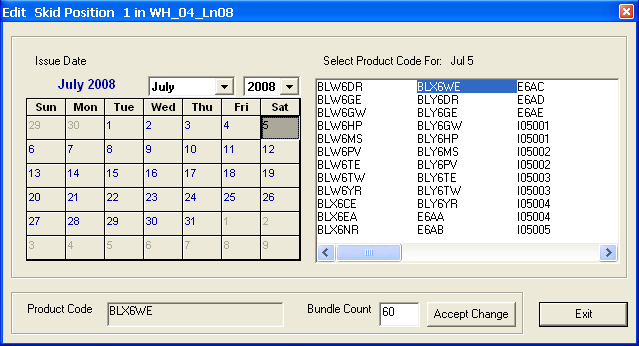 Edit Skid Position 1 in WH_04_Ln08
Issue Date
July 2008
July
2008
Sun Mon Tue Wed Thu Fri Sat
29 30 1 2 3 4 5
6 7 8 9 10 11 12
13 14 15 16 17 18 19
20 21 22 23 24 25 26
27 28 29 30 31 1 2
3 4 5 6 7 8 9
Select Product Code For: Jul 5
BLW6DR BLX6WE E6AC
BLW6GE BLY6DR E6AD
BLW6GW BLY6GE E6AE
BLW6HP BLY6GW I05001
BLW6MS BLY6HP I05001
BLW6PV BLY6MS I05002
BLW6TE BLY6PV I05002
BLW6TW BLY6TE I05003
BLW6YR BLY6TW I05003
BLX6CE BLY6YR I05004
BLX6EA E6AA I05004
BLX6NR E6AB I05005
Product Code BLX6WE
Bundle Count 60
Accept Change
Exit